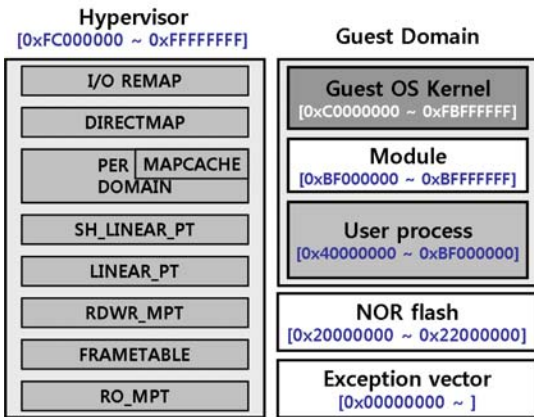 Hypervisor
[0xFC000000 ~ 0xFFFFFFFF]
I/O REMAP
DIRECTMAP
PER MAPCACHE
DOMAIN
SH_LINEAR_PT
LINEAR_PT
RDWR_MPT
FRAMETABLE
RO_MPT
Guest Domain
Guest OS Kernel
[0xC0000000 ~ 0xFBFFFFFF]
Module
[0xBF000000 ~ 0xBFFFFFFF]
User process
[0x40000000 ~ 0xBF000000]
NOR flash
[0x20000000 ~ 0x22000000]
Exception vector
[0x00000000 ~ ]